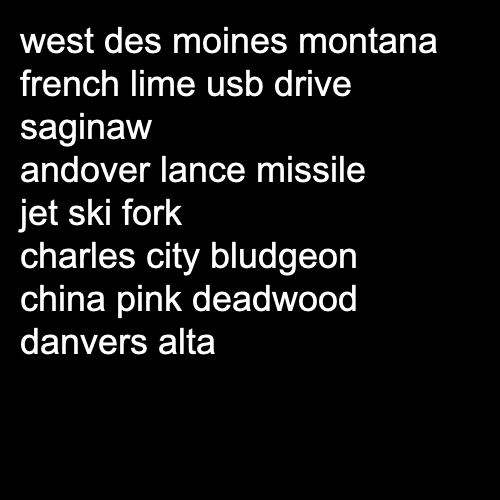 west des moines montana
french lime usb drive
saginaw
andover lance missile
jet ski fork
charles city bludgeon
china pink deadwood
danvers alta